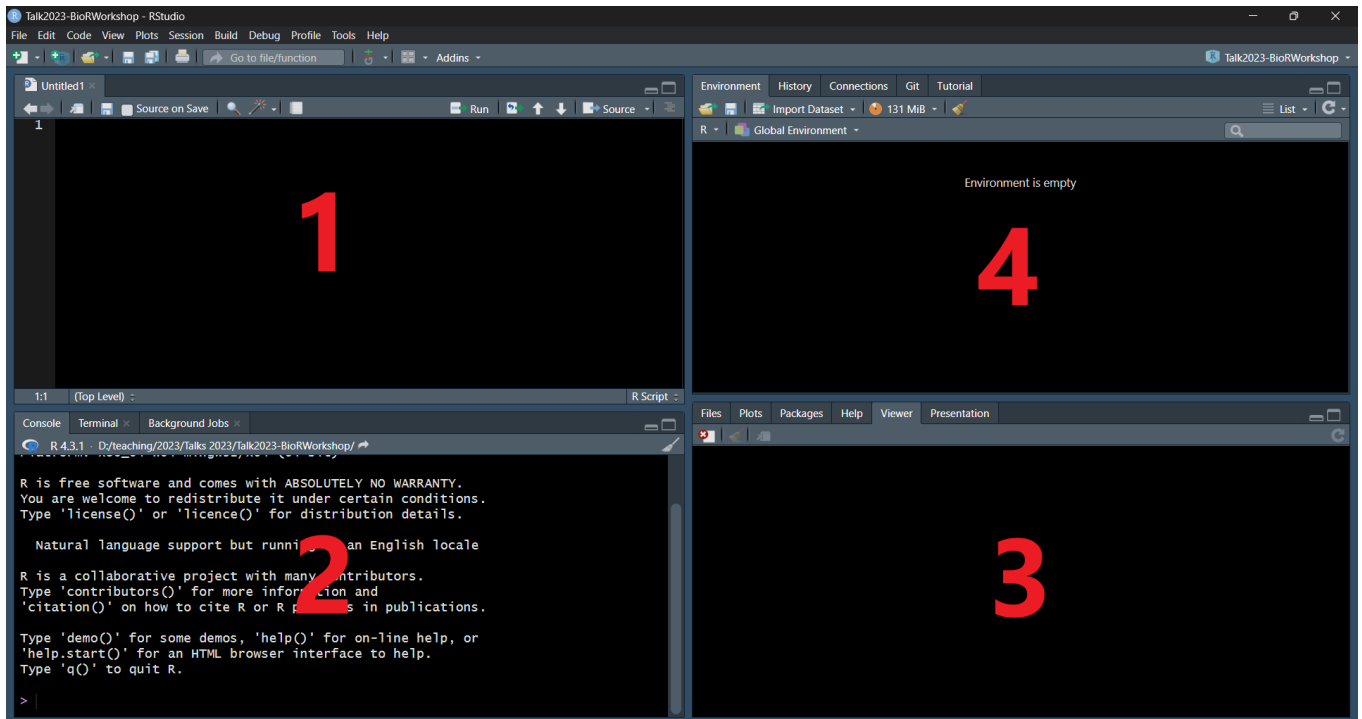 Talk2023-BioRWorkshop - RStudio
File Edit Code View Plots Session Build Debug Profile Tools Help
Go to file/function Addins Talk2023-BioRWorkshop
Untitled1
Source on Save Run Source
1
1
1:1 (Top Level) R Script
Console Terminal Background Jobs
R 4.3.1 · D:/teaching/2023/Talks 2023/Talk2023-BioRWorkshop/
R is free software and comes with ABSOLUTELY NO WARRANTY.
You are welcome to redistribute it under certain conditions.
Type 'license()' or 'licence()' for distribution details.
Natural language support but an English locale
R is a collaborative project with many
Type 'contributors()' for more information and
'citation()' on how to cite R or R in publications.
Type 'demo()' for some demos, 'help()' for on-line help, or
'help.start()' for an HTML browser interface to help.
Type 'q()' to quit R.
>
2
Environment History Connections Git Tutorial
Import Dataset 131 MiB List
R Global Environment
Environment is empty
4
Files Plots Packages Help Viewer Presentation
3